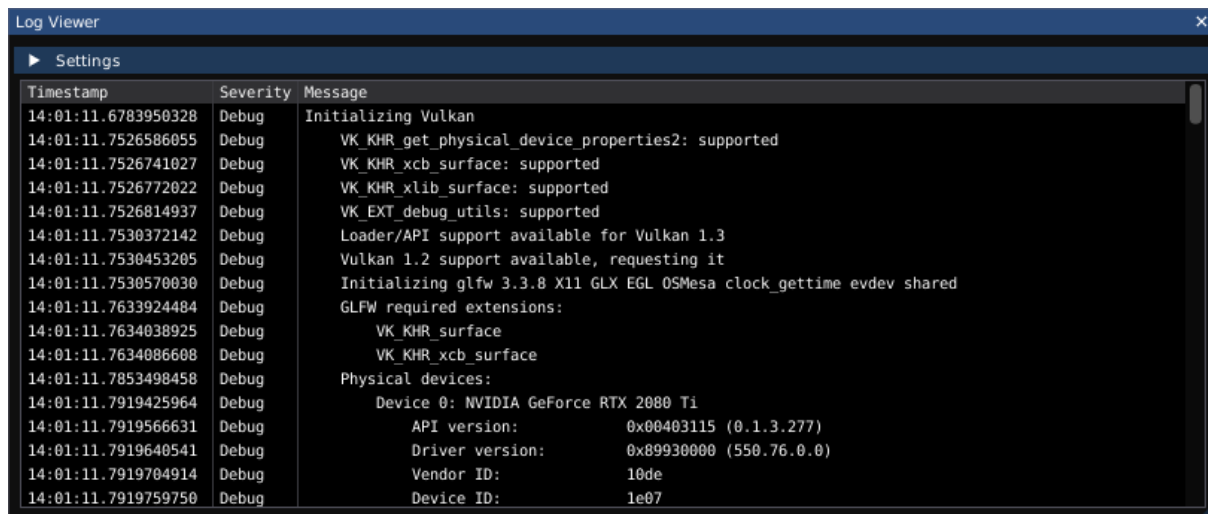 Log Viewer
Settings
Timestamp Severity Message
14:01:11.6783950328 Debug Initializing Vulkan
14:01:11.7526586055 Debug VK_KHR_get_physical_device_properties2: supported
14:01:11.7526741027 Debug VK_KHR_xcb_surface: supported
14:01:11.7526772022 Debug VK_KHR_xlib_surface: supported
14:01:11.7526814937 Debug VK_EXT_debug_utils: supported
14:01:11.7530372142 Debug Loader/API support available for Vulkan 1.3
14:01:11.7530453205 Debug Vulkan 1.2 support available, requesting it
14:01:11.7530570030 Debug Initializing glfw 3.3.8 X11 GLX EGL OSMesa clock_gettime evdev shared
14:01:11.7633924484 Debug GLFW required extensions:
14:01:11.7634038925 Debug VK_KHR_surface
14:01:11.7634086608 Debug VK_KHR_xcb_surface
14:01:11.7853498458 Debug Physical devices:
14:01:11.7919425964 Debug Device 0: NVIDIA GeForce RTX 2080 Ti
14:01:11.7919566631 Debug API version: 0x00403115 (0.1.3.277)
14:01:11.7919640541 Debug Driver version: 0x89930000 (550.76.0.0)
14:01:11.7919704914 Debug Vendor ID: 10de
14:01:11.7919759750 Debug Device ID: 1e07